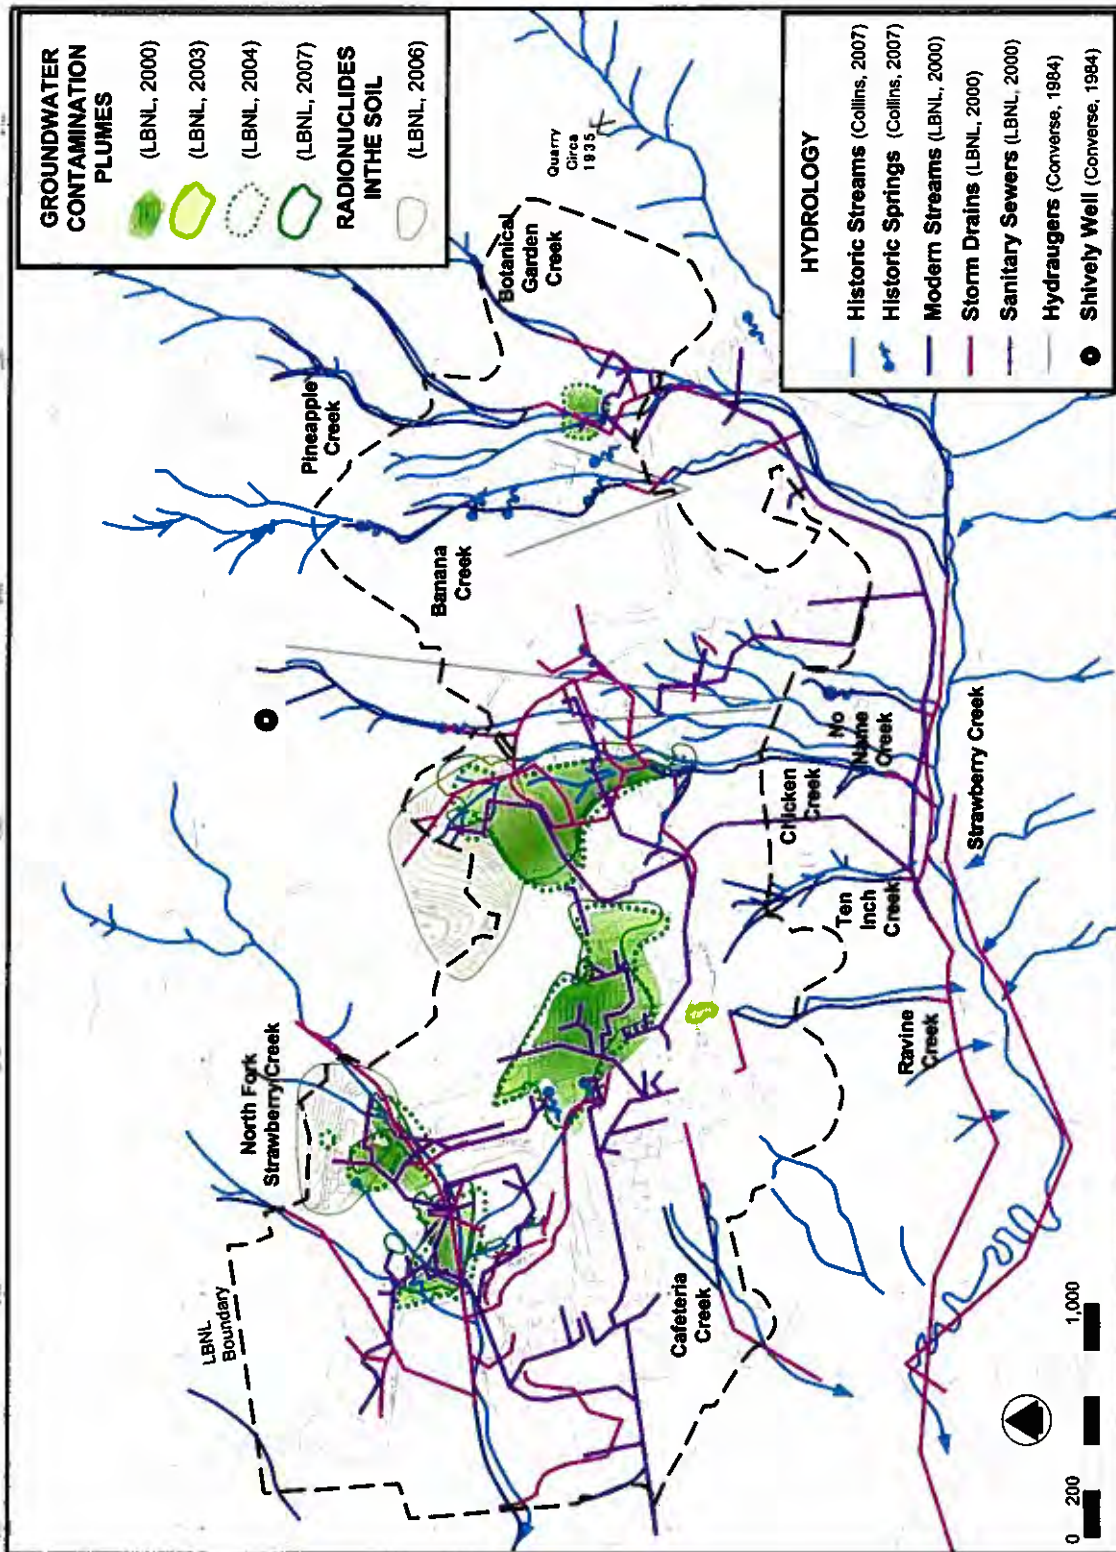 GROUNDWATER
CONTAMINATION
PLUMES
(LBNL, 2000)
(LBNL, 2003)
(LBNL, 2004)
(LBNL, 2007)
RADIONUCLIDES
INTHE SOIL
(LBNL, 2006)
Quarry
Circa
1935
Botanical
Garden
Creek
Pineapple
Creek
Banana
Creek
North Fork
Strawberry Creek
LBNL
Boundary
Cafeteria
Creek
Ravine
Creek
Ten
Inch
Creek
Chicken
Creek
No
Name
Creek
Strawberry Creek
HYDROLOGY
Historic Streams (Collins, 2007)
Historic Springs (Collins, 2007)
Modern Streams (LBNL, 2000)
Storm Drains (LBNL, 2000)
Sanitary Sewers (LBNL, 2000)
Hydraugers (Converse, 1984)
Shively Well (Converse, 1984)
0 200 1,000